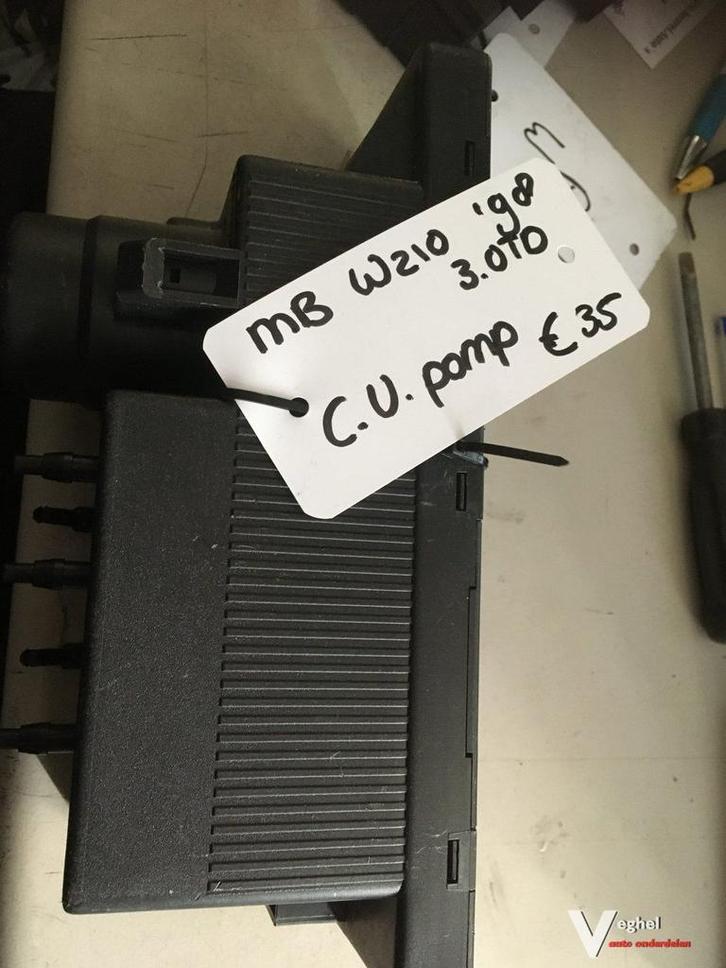 MB W210 '98
3.0TD
C.V. pomp €35
Veghel
auto onderdelen